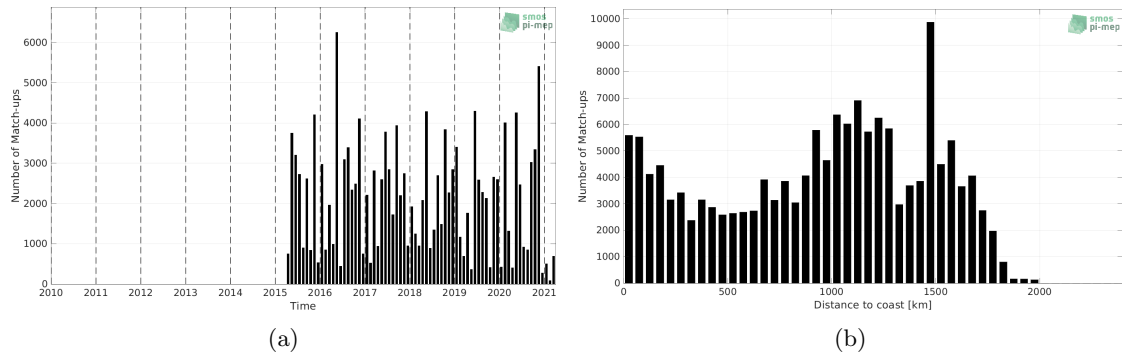 smos
pi-mep
6000
5000
4000
3000
2000
1000
0
Number of Match-ups
2010 2011 2012 2013 2014 2015 2016 2017 2018 2019 2020 2021
Time
(a)
smos
pi-mep
10000
9000
8000
7000
6000
5000
4000
3000
2000
1000
0
Number of Match-ups
0 500 1000 1500 2000
Distance to coast [km]
(b)